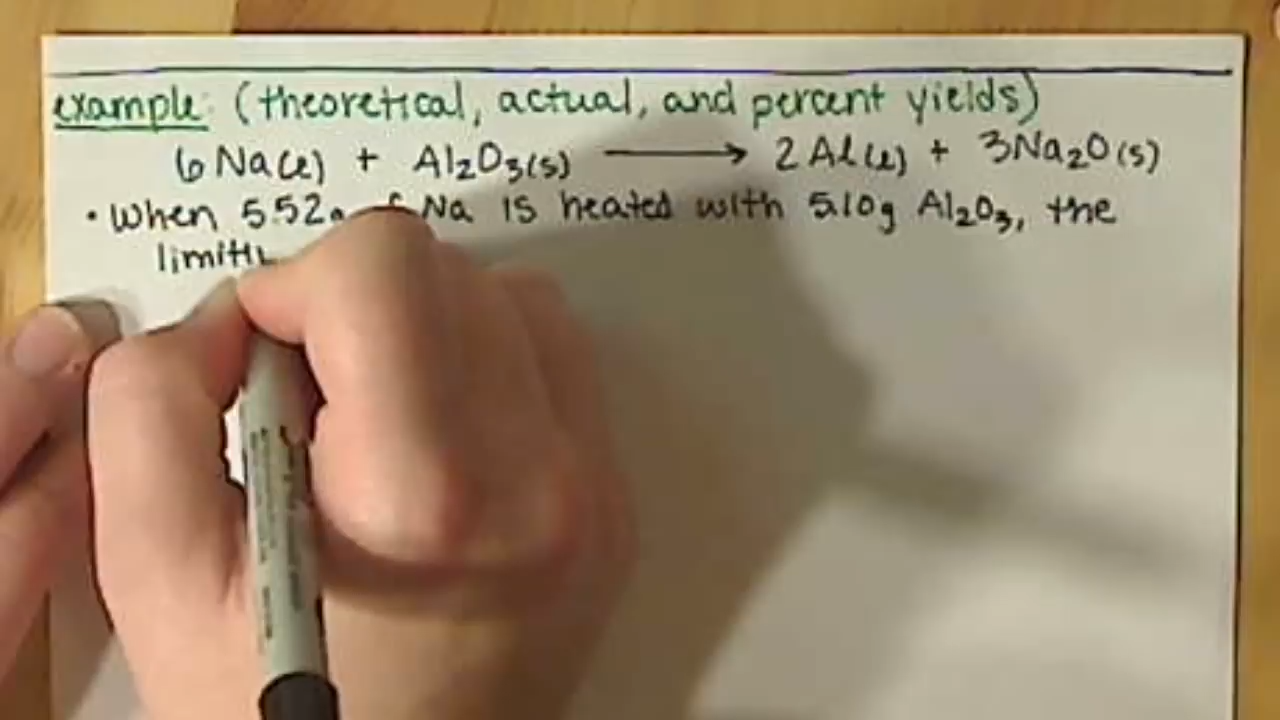 example: (theoretical, actual, and percent yields)
6Na(ℓ) + Al₂O₃(s) ⟶ 2Al(ℓ) + 3Na₂O(s)
• When 5.52g Na is heated with 5.10g Al₂O₃, the